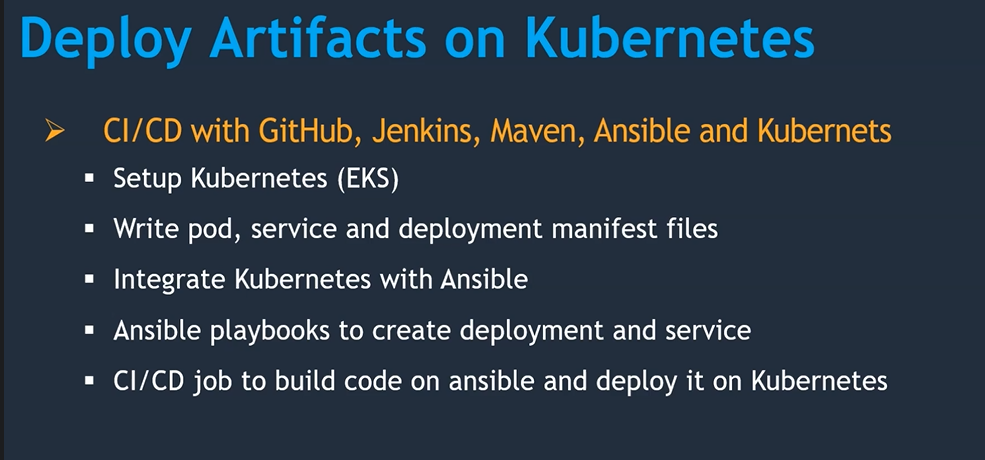 Deploy Artifacts on Kubernetes
CI/CD with GitHub, Jenkins, Maven, Ansible and Kubernets
Setup Kubernetes (EKS)
Write pod, service and deployment manifest files
Integrate Kubernetes with Ansible
Ansible playbooks to create deployment and service
CI/CD job to build code on ansible and deploy it on Kubernetes